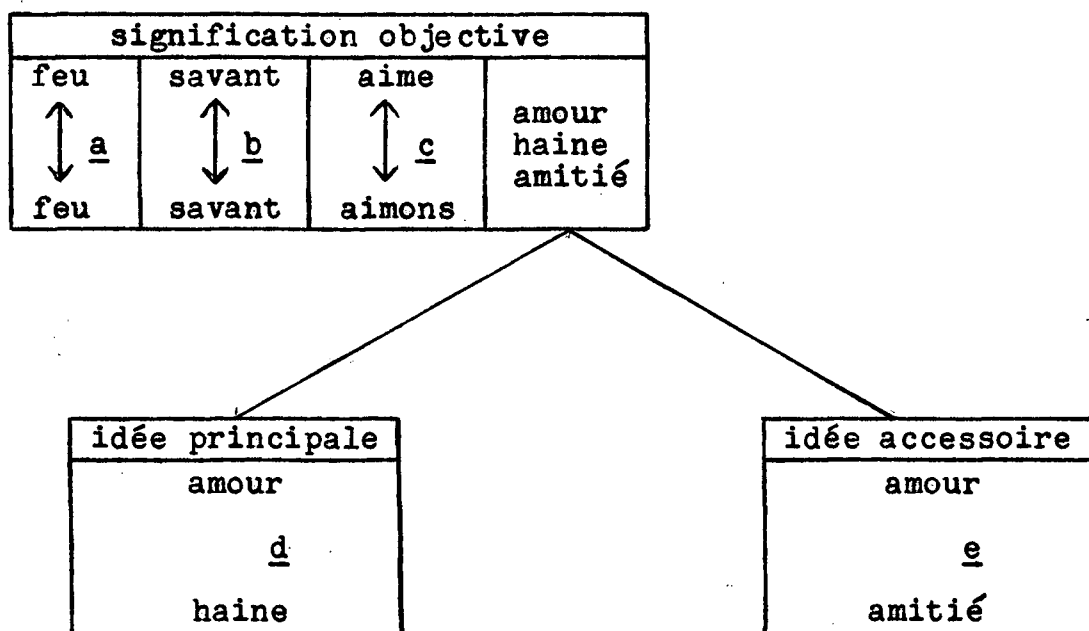 signification objective
feu savant aime
amour
a b c haine
amitié
feu savant aimons
idée principale idée accessoire
amour amour
d e
haine amitié